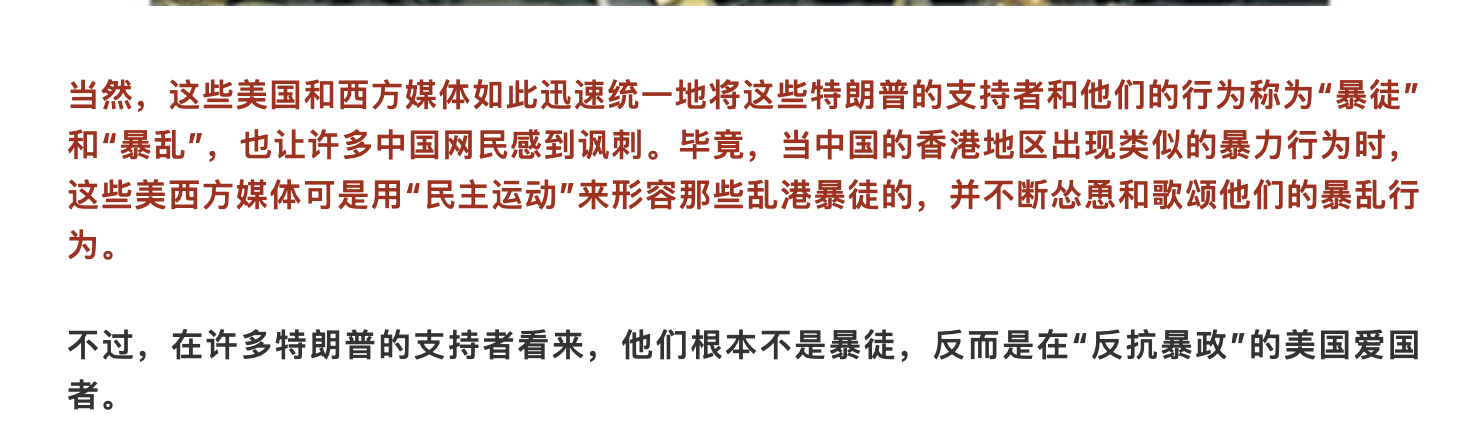 当然，这些美国和西方媒体如此迅速统一地将这些特朗普的支持者和他们的行为称为“暴徒”
和“暴乱”，也让许多中国网民感到讽刺。毕竟，当中国的香港地区出现类似的暴力行为时，
这些美西方媒体可是用“民主运动”来形容那些乱港暴徒的，并不断怂恿和歌颂他们的暴乱行
为。
不过，在许多特朗普的支持者看来，他们根本不是暴徒，反而是在“反抗暴政”的美国爱国
者。